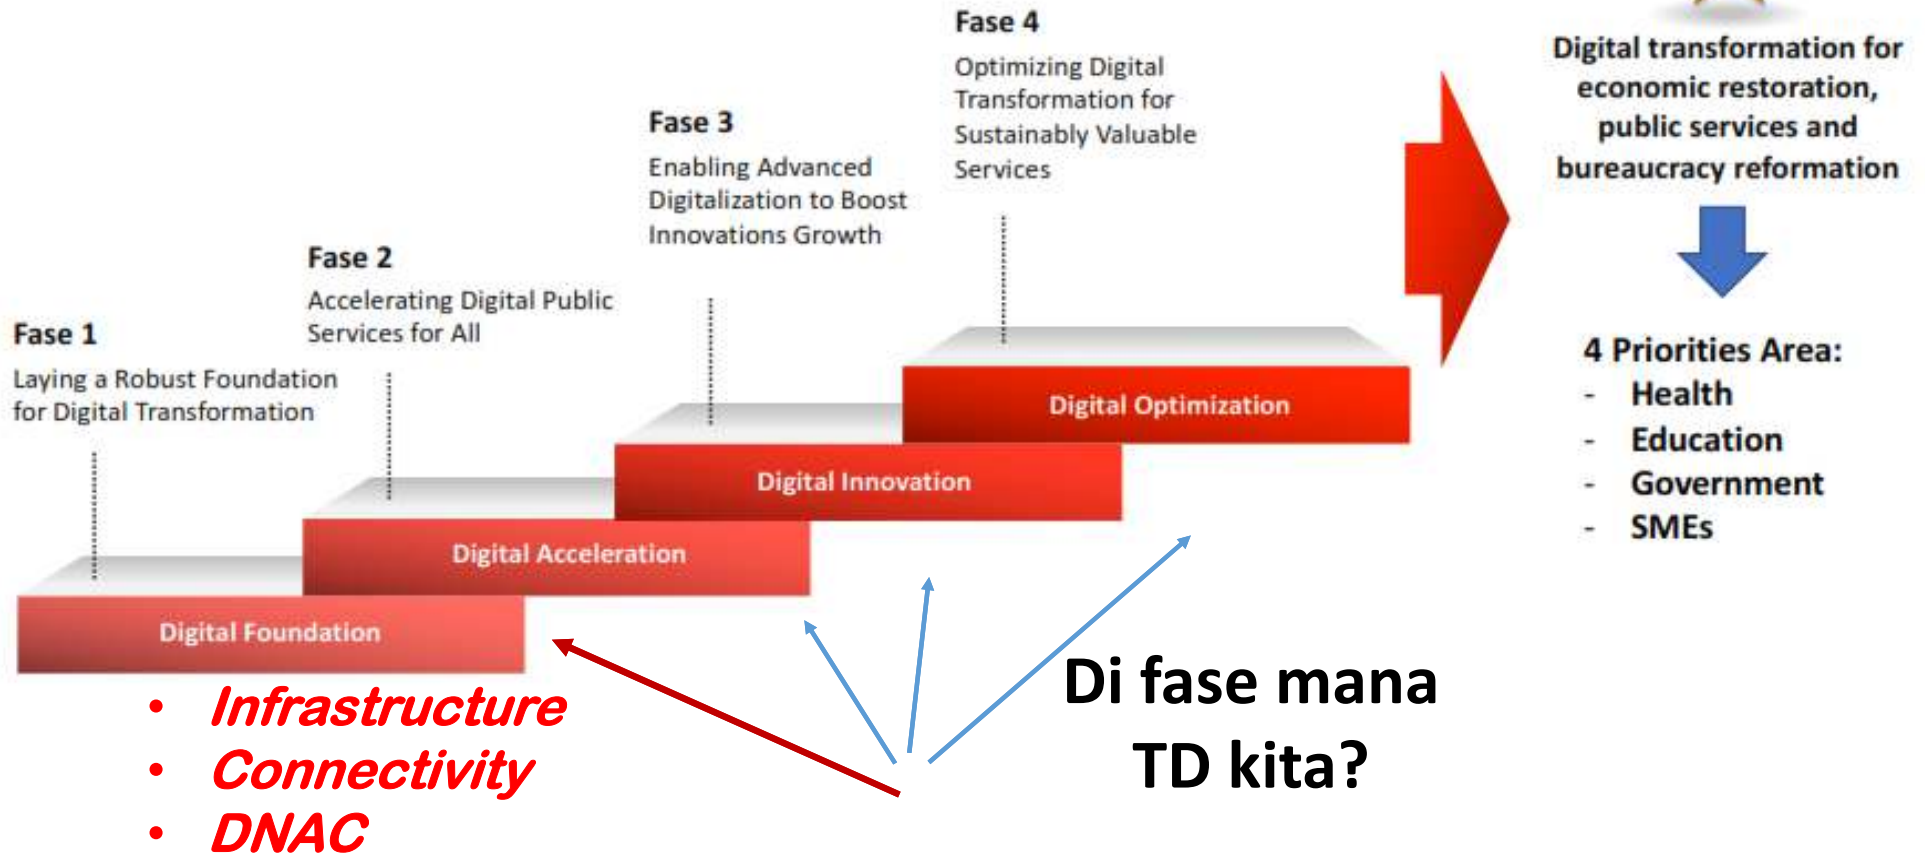 Fase 1
Laying a Robust Foundation
for Digital Transformation
Fase 2
Accelerating Digital Public
Services for All
Fase 3
Enabling Advanced
Digitalization to Boost
Innovations Growth
Fase 4
Optimizing Digital
Transformation for
Sustainably Valuable
Services
Digital Foundation
Digital Acceleration
Digital Innovation
Digital Optimization
Digital transformation for
economic restoration,
public services and
bureaucracy reformation
4 Priorities Area:
- Health
- Education
- Government
- SMEs
• Infrastructure
• Connectivity
• DNAC
Di fase mana
TD kita?